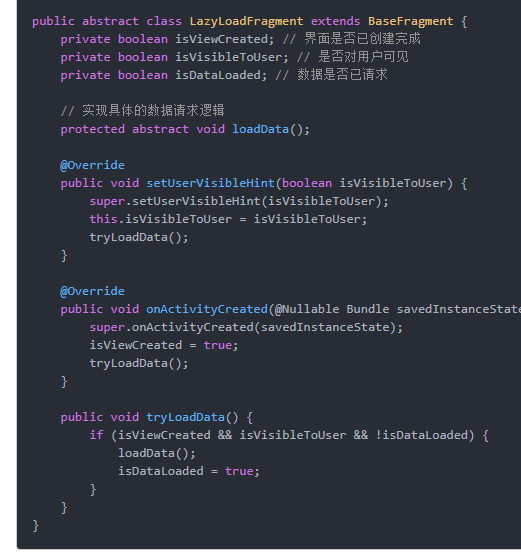 public abstract class LazyLoadFragment extends BaseFragment {
    private boolean isViewCreated; // 界面是否已创建完成
    private boolean isVisibleToUser; // 是否对用户可见
    private boolean isDataLoaded; // 数据是否已请求
    // 实现具体的数据请求逻辑
    protected abstract void loadData();
    @Override
    public void setUserVisibleHint(boolean isVisibleToUser) {
        super.setUserVisibleHint(isVisibleToUser);
        this.isVisibleToUser = isVisibleToUser;
        tryLoadData();
    }
    @Override
    public void onActivityCreated(@Nullable Bundle savedInstanceState
        super.onActivityCreated(savedInstanceState);
        isViewCreated = true;
        tryLoadData();
    }
    public void tryLoadData() {
        if (isViewCreated && isVisibleToUser && !isDataLoaded) {
            loadData();
            isDataLoaded = true;
        }
    }
}